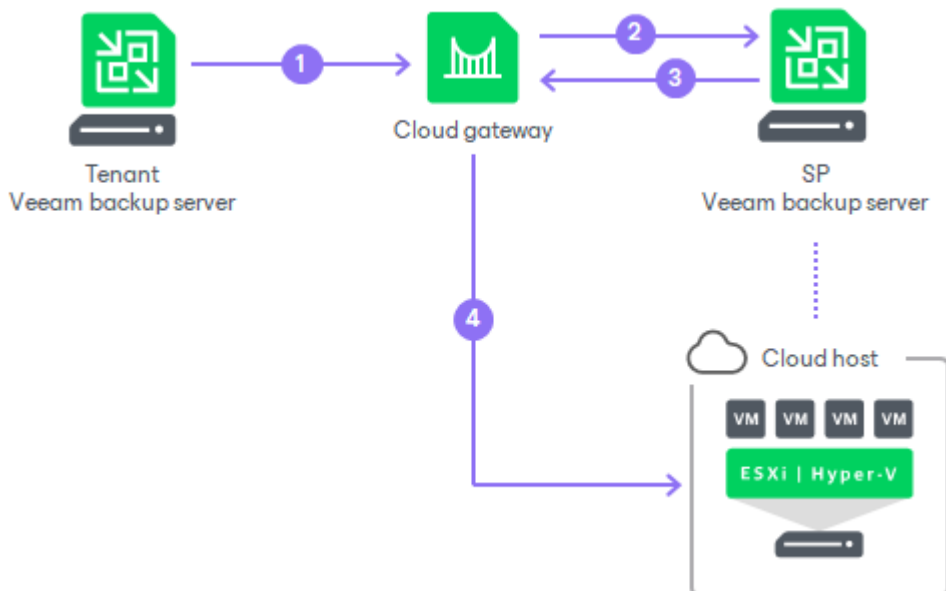 1
2
3
Cloud gateway
Tenant
Veeam backup server
SP
Veeam backup server
4
Cloud host
VM VM VM VM
ESXi | Hyper-V